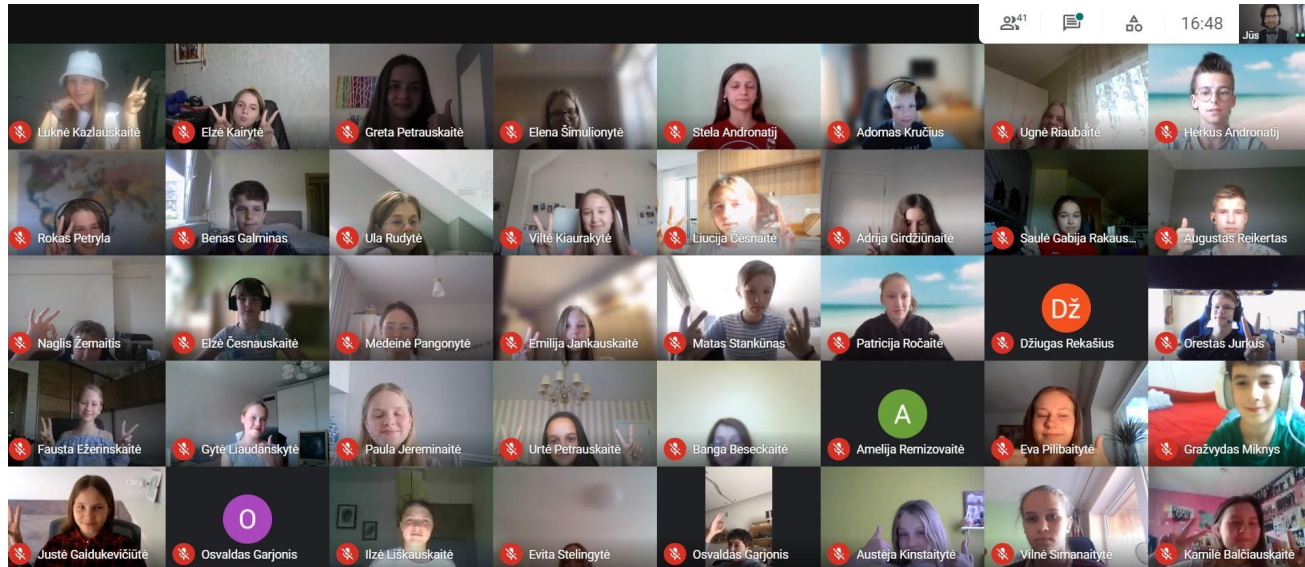 41
16:48
Jūs
Luknė Kazlauskaitė
Elzė Kairytė
Greta Petrauskaitė
Elena Šimulionytė
Stela Andronatij
Adomas Kručius
Ugnė Riaubaitė
Herkus Andronatij
Rokas Petryla
Benas Galminas
Ula Rudytė
Viltė Kiaurakytė
Liucija Čėsnaitė
Adrija Girdžiūnaitė
Saulė Gabija Rakaus...
Augustas Reikertas
Naglis Žemaitis
Elzė Česnauskaitė
Medeinė Pangonytė
Emilija Jankauskaitė
Matas Stankūnas
Patricija Ročaitė
Dž
Džiugas Rekašius
Orestas Jurkus
Fausta Ežerinskaitė
Gytė Liaudanskytė
Paula Jereminaitė
Urtė Petrauskaitė
Banga Beseckaitė
A
Amelija Remizovaitė
Eva Pilibaitytė
Gražvydas Miknys
Justė Gaidukevičiūtė
O
Osvaldas Garjonis
Ilzė Liškauskaitė
Evita Stelingytė
Osvaldas Garjonis
Austėja Kinstaitytė
Vilnė Simanaitytė
Kamilė Balčiauskaitė